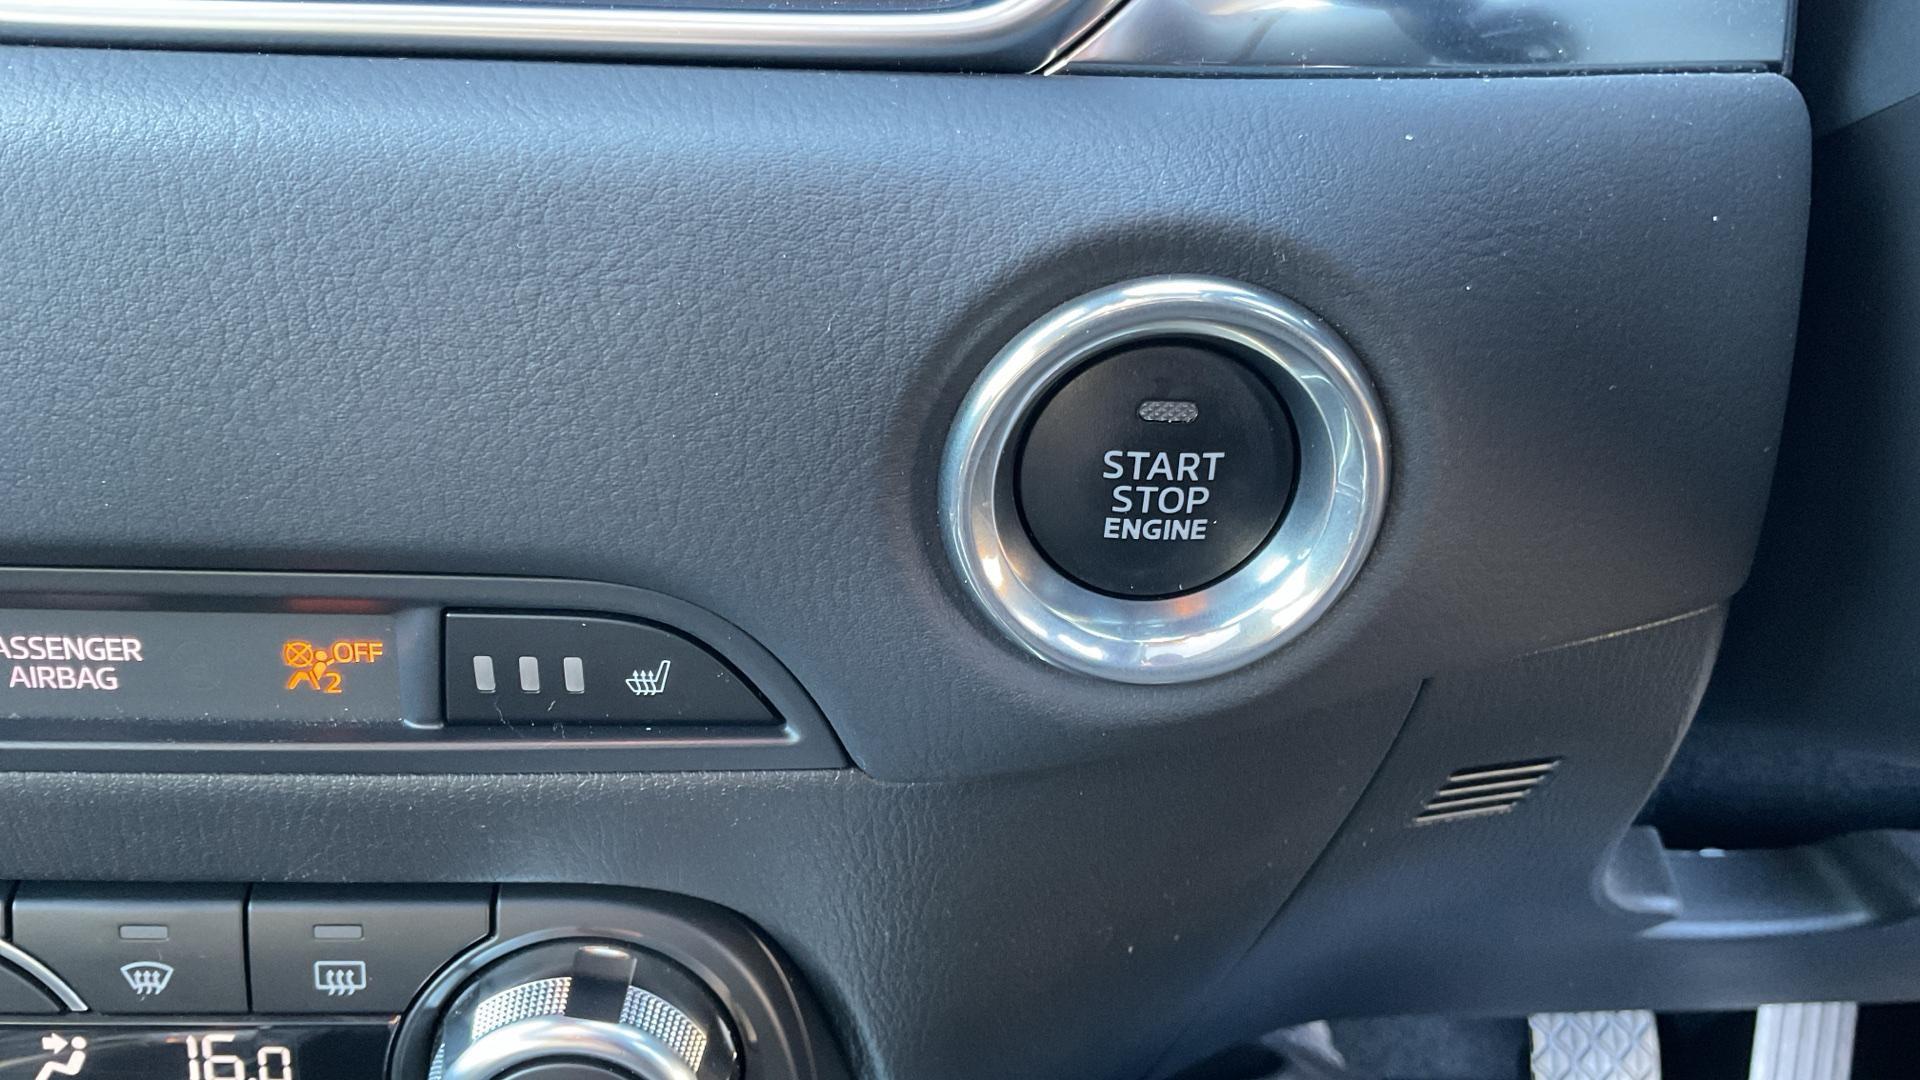 START
STOP
ENGINE
ASSENGER
AIRBAG
OFF
2
16.0